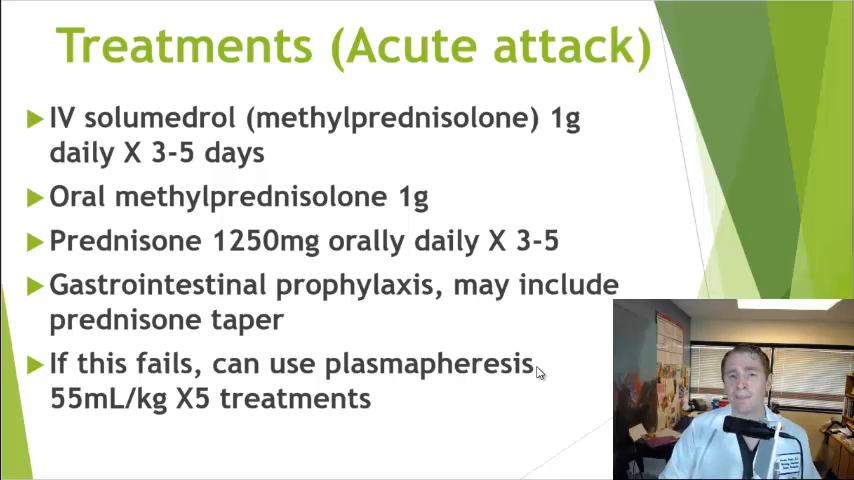 Treatments (Acute attack)
IV solumedrol (methylprednisolone) 1g
daily X 3-5 days
Oral methylprednisolone 1g
Prednisone 1250mg orally daily X 3-5
Gastrointestinal prophylaxis, may include
prednisone taper
If this fails, can use plasmapheresis,
55mL/kg X5 treatments